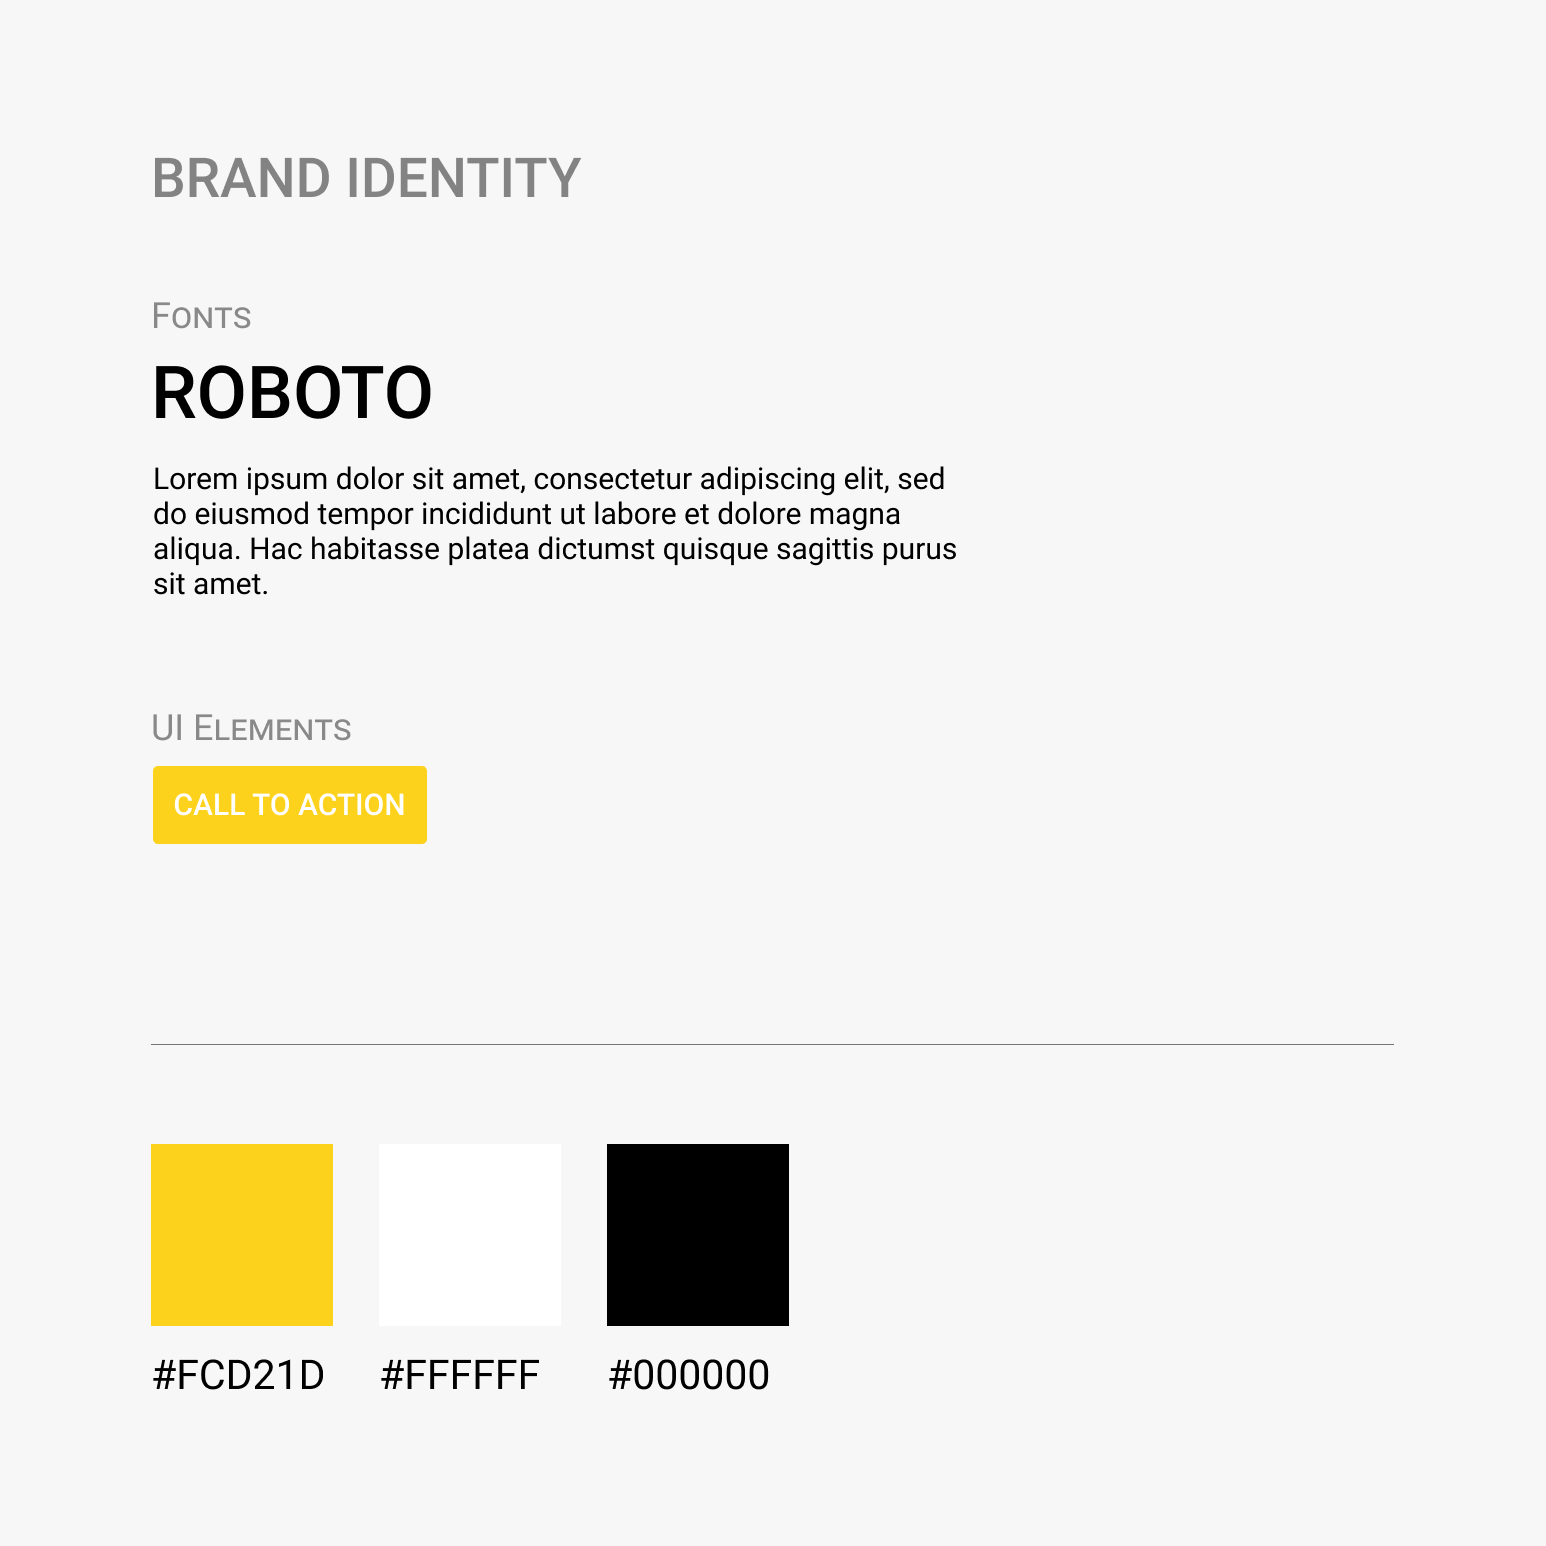 BRAND IDENTITY
Fonts
ROBOTO
Lorem ipsum dolor sit amet, consectetur adipiscing elit, sed
do eiusmod tempor incididunt ut labore et dolore magna
aliqua. Hac habitasse platea dictumst quisque sagittis purus
sit amet.
UI Elements
CALL TO ACTION
#FCD21D #FFFFFF #000000